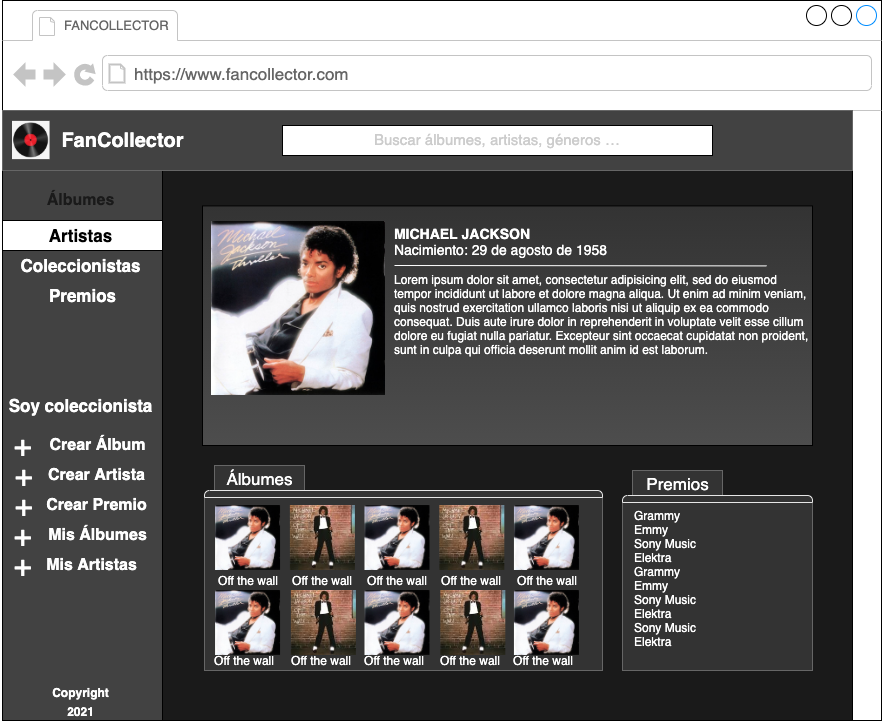 FANCOLLECTOR
https://www.fancollector.com
FanCollector
Buscar álbumes, artistas, géneros ...
Álbumes
Artistas
Coleccionistas
Premios
Soy coleccionista
Crear Álbum
Crear Artista
Crear Premio
Mis Álbumes
Mis Artistas
Copyright
2021
Michael
Jackson
Thriller
MICHAEL JACKSON
Nacimiento: 29 de agosto de 1958
Lorem ipsum dolor sit amet, consectetur adipisicing elit, sed do eiusmod
tempor incididunt ut labore et dolore magna aliqua. Ut enim ad minim veniam,
quis nostrud exercitation ullamco laboris nisi ut aliquip ex ea commodo
consequat. Duis aute irure dolor in reprehenderit in voluptate velit esse cillum
dolore eu fugiat nulla pariatur. Excepteur sint occaecat cupidatat non proident,
sunt in culpa qui officia deserunt mollit anim id est laborum.
Álbumes
Off the wall Off the wall Off the wall Off the wall Off the wall
Off the wall Off the wall Off the wall Off the wall Off the wall
Premios
Grammy
Emmy
Sony Music
Elektra
Grammy
Emmy
Sony Music
Elektra
Sony Music
Elektra